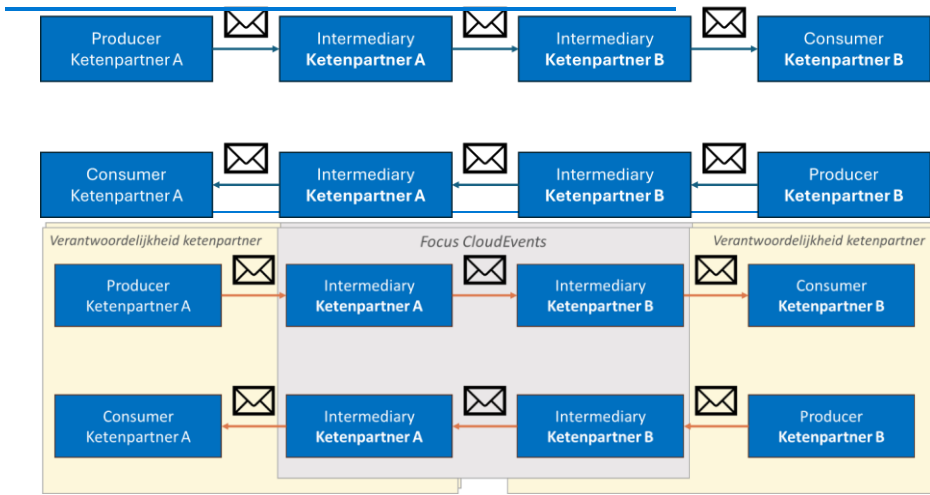 Producer
Ketenpartner A
Intermediary
Ketenpartner A
Intermediary
Ketenpartner B
Consumer
Ketenpartner B
Consumer
Ketenpartner A
Intermediary
Ketenpartner A
Intermediary
Ketenpartner B
Producer
Ketenpartner B
Verantwoordelijkheid ketenpartner
Focus CloudEvents
Verantwoordelijkheid ketenpartner
Producer
Ketenpartner A
Intermediary
Ketenpartner A
Intermediary
Ketenpartner B
Consumer
Ketenpartner B
Consumer
Ketenpartner A
Intermediary
Ketenpartner A
Intermediary
Ketenpartner B
Producer
Ketenpartner B